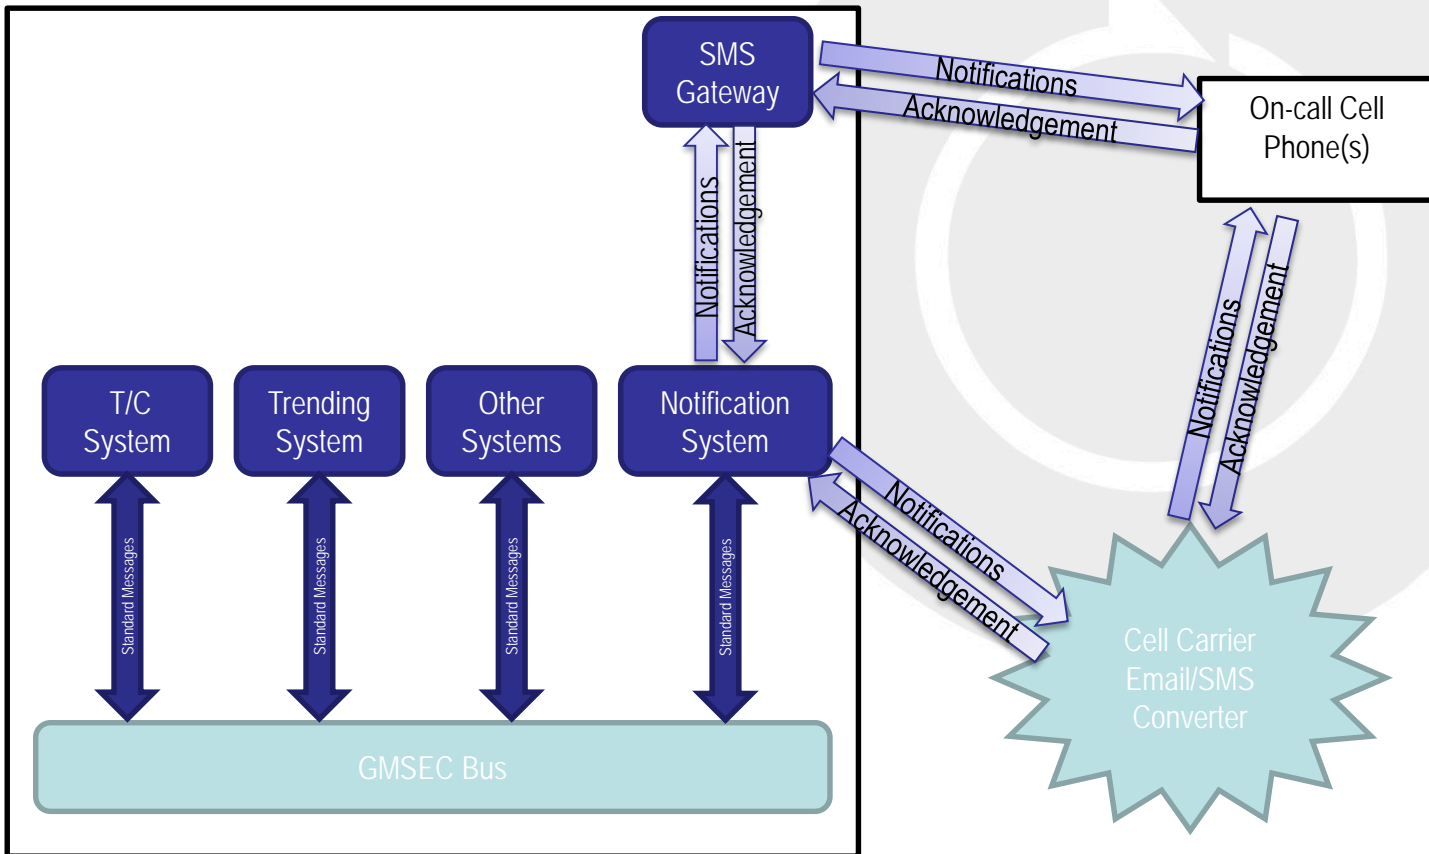 SMS
Gateway
Notifications
Acknowledgement
On-call Cell
Phone(s)
Notifications
Acknowledgement
Notifications
Acknowledgement
T/C
System
Trending
System
Other
Systems
Notification
System
Notifications
Acknowledgement
Standard Messages
Standard Messages
Standard Messages
Standard Messages
Cell Carrier
Email/SMS
Converter
GMSEC Bus